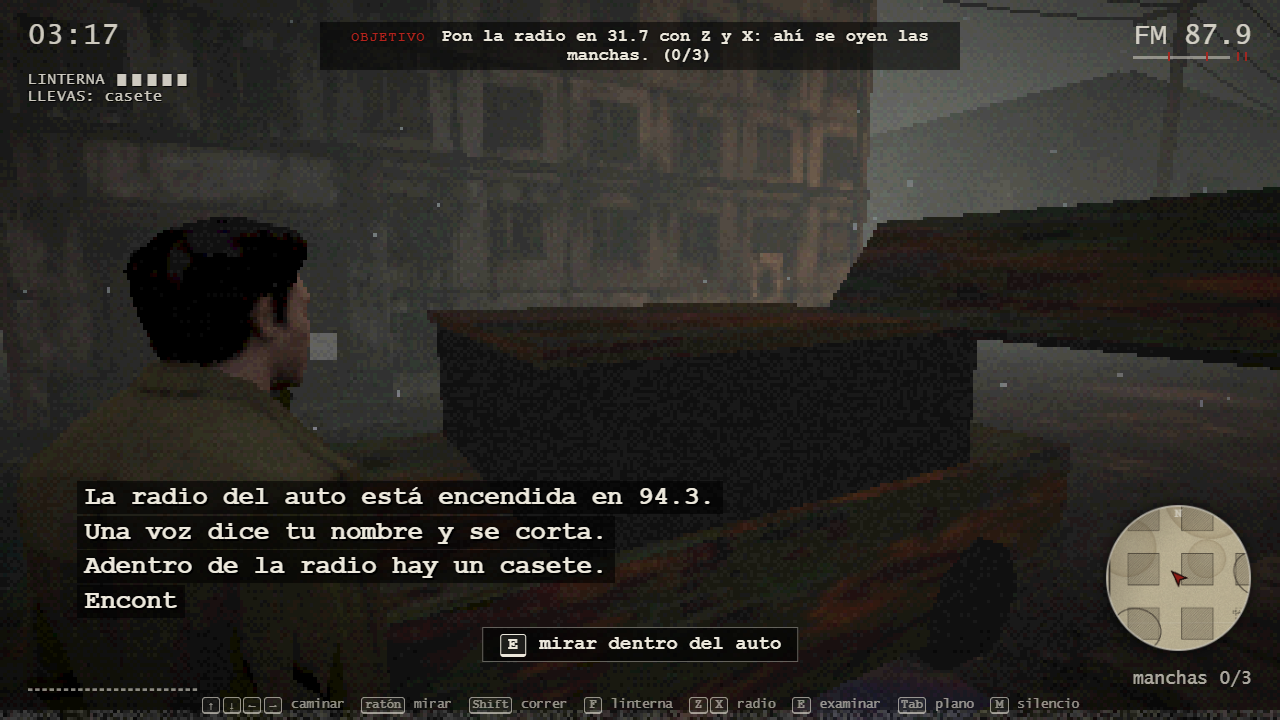 03:17
OBJETIVO Pon la radio en 31.7 con Z y X: ahí se oyen las
manchas. (0/3)
FM 87.9
LINTERNA
LLEVAS: casete
La radio del auto está encendida en 94.3.
Una voz dice tu nombre y se corta.
Adentro de la radio hay un casete.
Encont
E mirar dentro del auto
N
manchas 0/3
↑ ↓ ← → caminar ratón mirar Shift correr F linterna Z X radio E examinar Tab plano M silencio